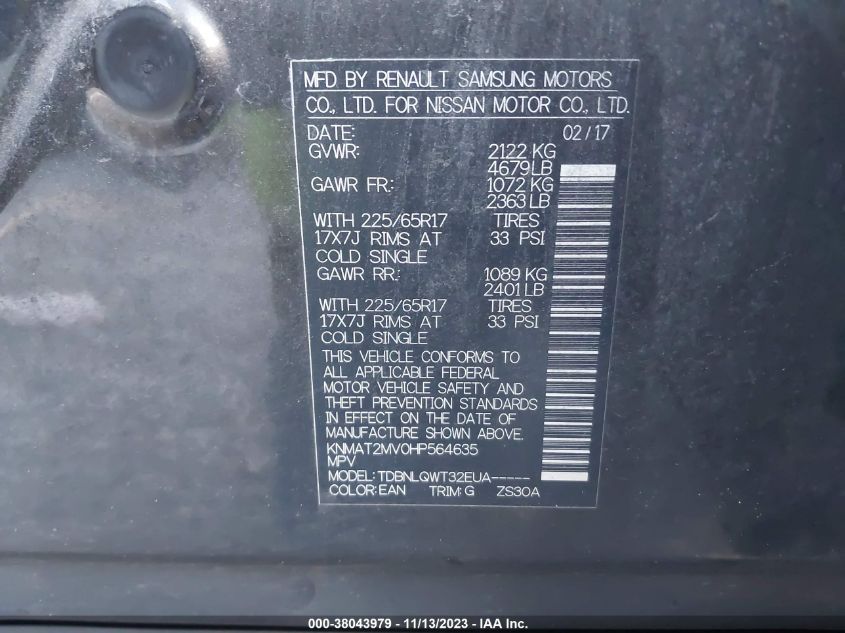 MFD BY RENAULT SAMSUNG MOTORS
CO., LTD. FOR NISSAN MOTOR CO., LTD.
DATE: 02/17
GVWR: 2122 KG
4679 LB
GAWR FR: 1072 KG
2363 LB
WITH 225/65R17 TIRES
17X7J RIMS AT 33 PSI
COLD SINGLE
GAWR RR: 1089 KG
2401 LB
WITH 225/65R17 TIRES
17X7J RIMS AT 33 PSI
COLD SINGLE
THIS VEHICLE CONFORMS TO
ALL APPLICABLE FEDERAL
MOTOR VEHICLE SAFETY AND
THEFT PREVENTION STANDARDS
IN EFFECT ON THE DATE OF
MANUFACTURE SHOWN ABOVE.
KNMAT2MV0HP564635
MPV
MODEL: TDBNLQWT32EUA-----
COLOR: EAN TRIM: G ZS30A
000-38043979 - 11/13/2023 - IAA Inc.